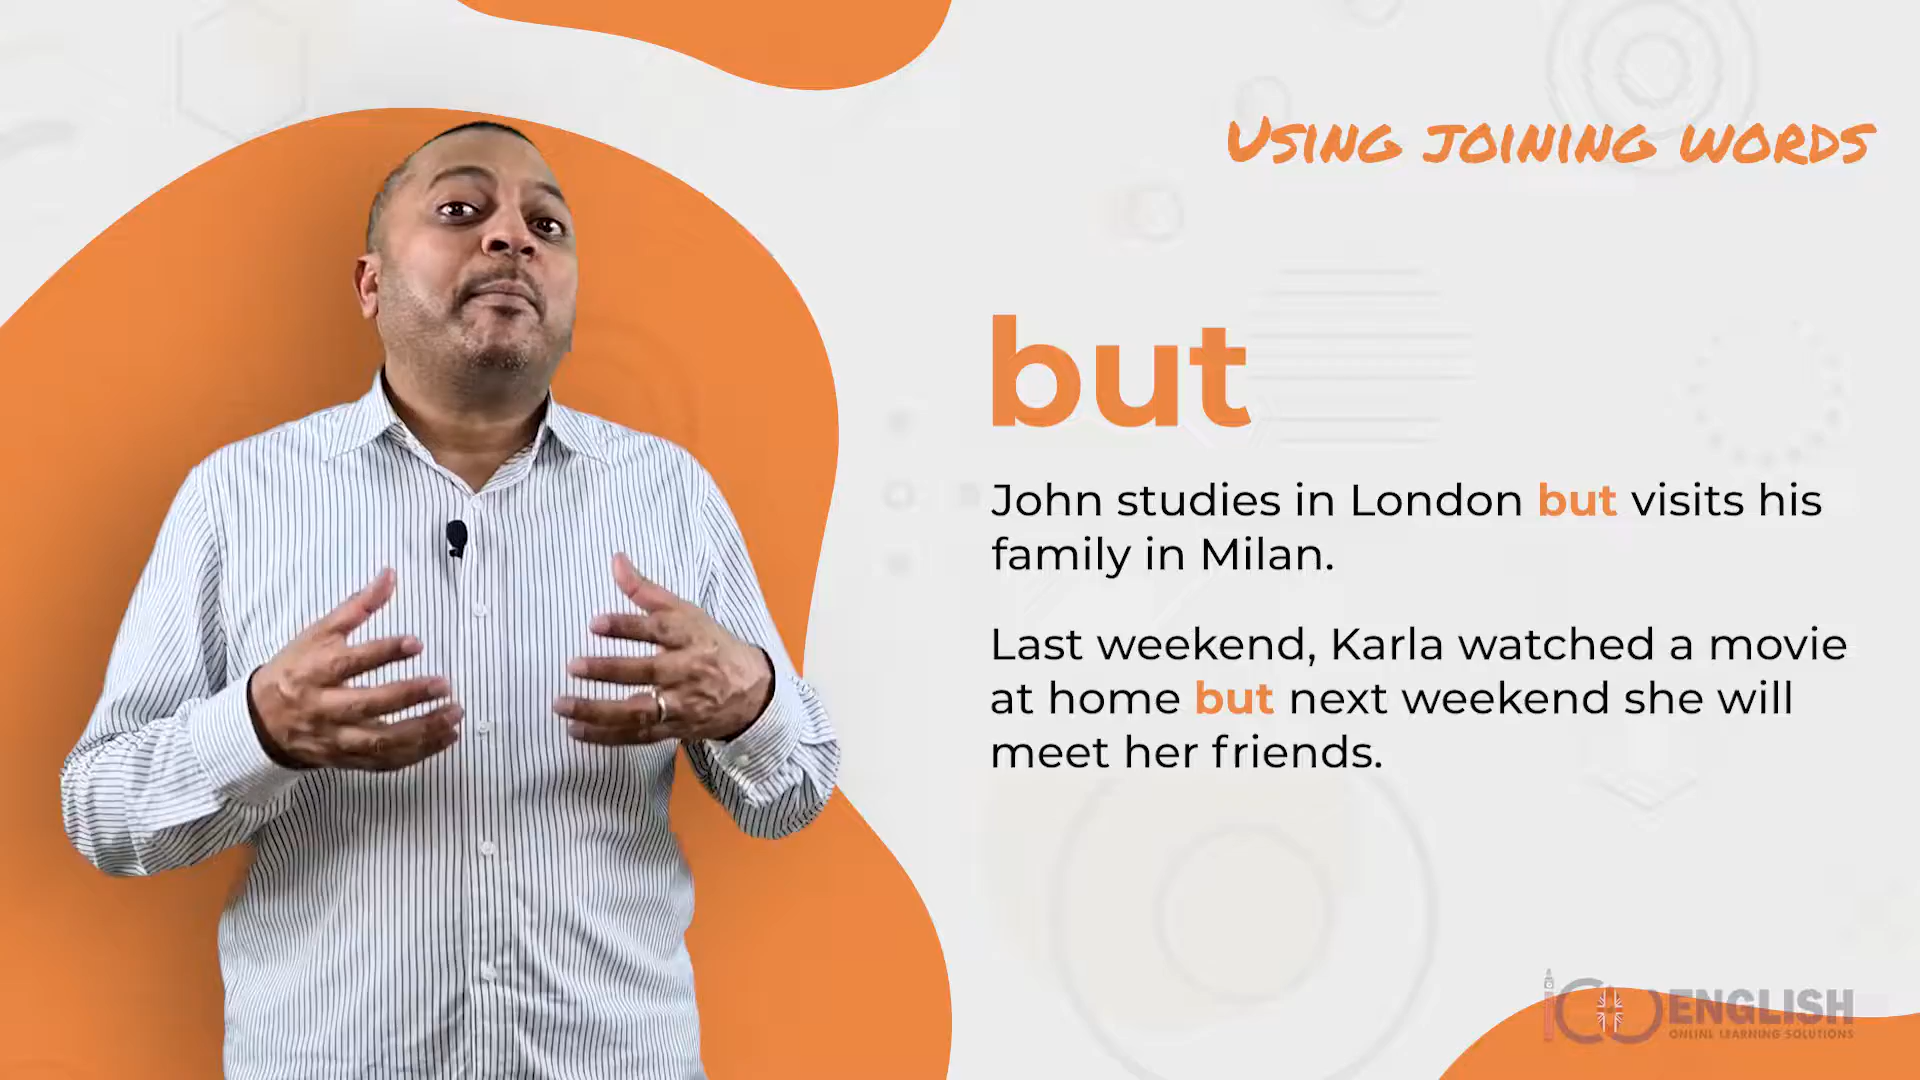 Using joining words
but
John studies in London but visits his
family in Milan.
Last weekend, Karla watched a movie
at home but next weekend she will
meet her friends.
ICU ENGLISH
ONLINE LEARNING SOLUTIONS